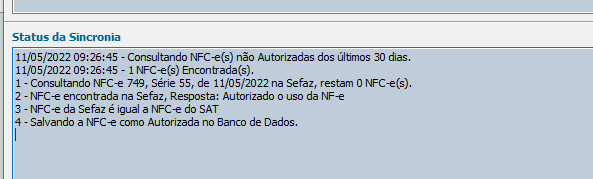 Status da Sincronia
11/05/2022 09:26:45 - Consultando NFC-e(s) não Autorizadas dos últimos 30 dias.
11/05/2022 09:26:45 - 1 NFC-e(s) Encontrada(s).
1 - Consultando NFC-e 749, Série 55, de 11/05/2022 na Sefaz, restam 0 NFC-e(s).
2 - NFC-e encontrada na Sefaz, Resposta: Autorizado o uso da NF-e
3 - NFC-e da Sefaz é igual a NFC-e do SAT
4 - Salvando a NFC-e como Autorizada no Banco de Dados.